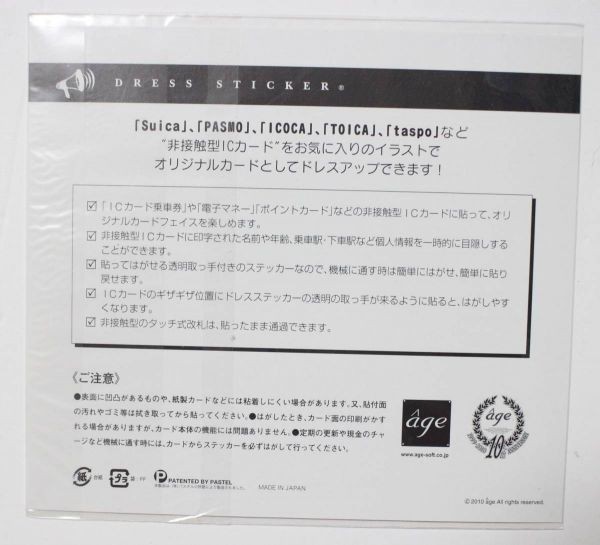 DRESS STICKER®
「Suica」、「PASMO」、「ICOCA」、「TOICA」、「taspo」など
“非接触型ICカード”をお気に入りのイラストで
オリジナルカードとしてドレスアップできます！
☑「ICカード乗車券」や「電子マネー」「ポイントカード」などの非接触型ICカードに貼って、オリ
ジナルカードフェイスを楽しめます。
☑非接触型ICカードに印字された名前や年齢、乗車駅・下車駅など個人情報を一時的に目隠しする
ことができます。
☑貼ってはがせる透明取っ手付きのステッカーなので、機械に通す時は簡単にはがせ、簡単に貼り
戻せます。
☑ICカードのギザギザ位置にドレスステッカーの透明の取っ手が来るように貼ると、はがしやす
くなります。
☑非接触型のタッチ式改札は、貼ったまま通過できます。
《ご注意》
●表面に凹凸があるものや、紙製カードなどには粘着しにくい場合があります。又、貼付面
の汚れやゴミ等は拭き取ってから貼ってください。●はがしたとき、カード面の印刷がかす
れる場合がありますが、カード本体の機能には問題ありません。●定期の更新や現金のチャ
ージなど機械に通す時には、カードからステッカーを必ずはがして行ってください。
âge
www.age-soft.co.jp
âge
10th
ANNIVERSARY
紙
台紙
プラ
袋：PP
PATENTED BY PASTEL
MADE IN JAPAN
© 2010 âge All rights reserved.